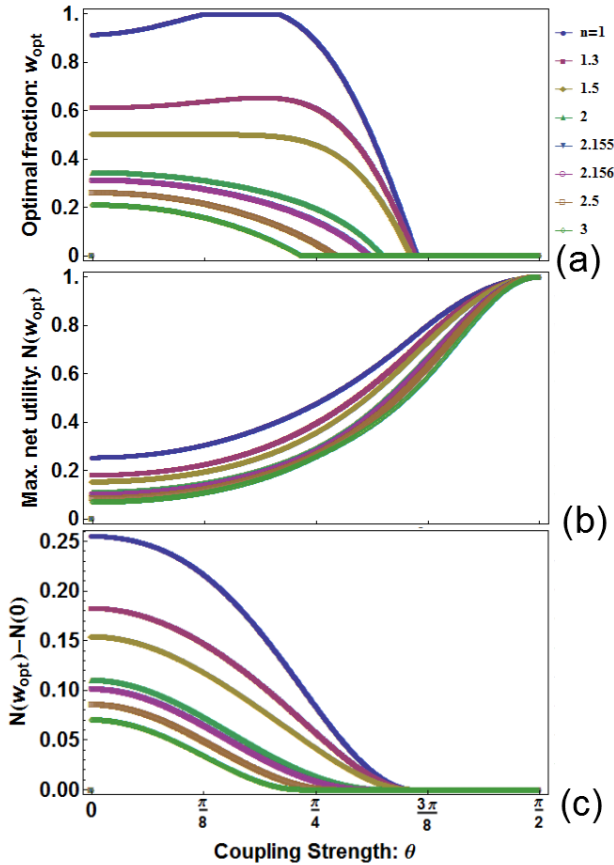 Optimal fraction: w_opt
1.
0.8
0.6
0.4
0.2
0
(a)
n=1
1.3
1.5
2
2.155
2.156
2.5
3
Max. net utility: N(w_opt)
1.
0.8
0.6
0.4
0.2
0
(b)
N(w_opt)−N(0)
0.25
0.20
0.15
0.10
0.05
0.00
(c)
0 π/8 π/4 3π/8 π/2
Coupling Strength: θ